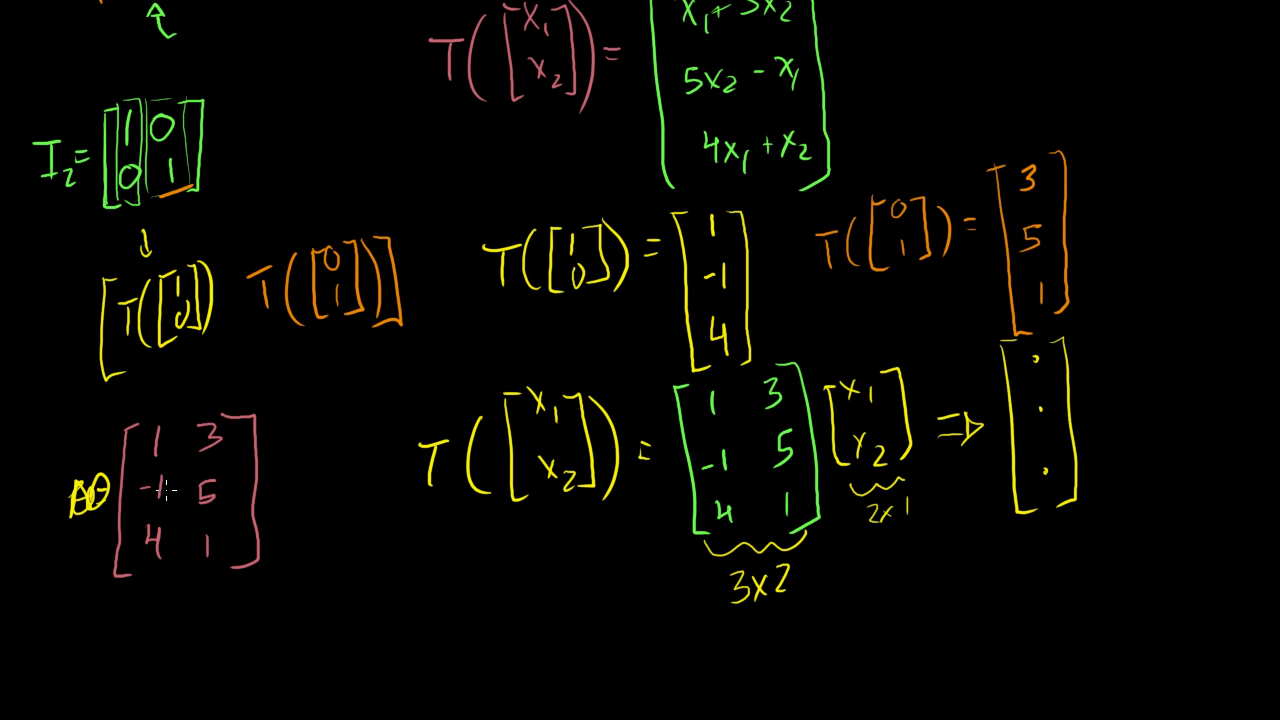 T([x₁ x₂]) = [x₁ + 3x₂
5x₂ - x₁
4x₁ + x₂]
I₂ = [1 0
0 1]
↓
[T([1 0]) T([0 1])]
T([1 0]) = [1 -1 4]
T([0 1]) = [3 5 1]
[1 3
-1 5
4 1]
T([x₁ x₂]) = [1 3
-1 5
4 1] [x₁ x₂] ⇒ [. . .]
3x2
2x1